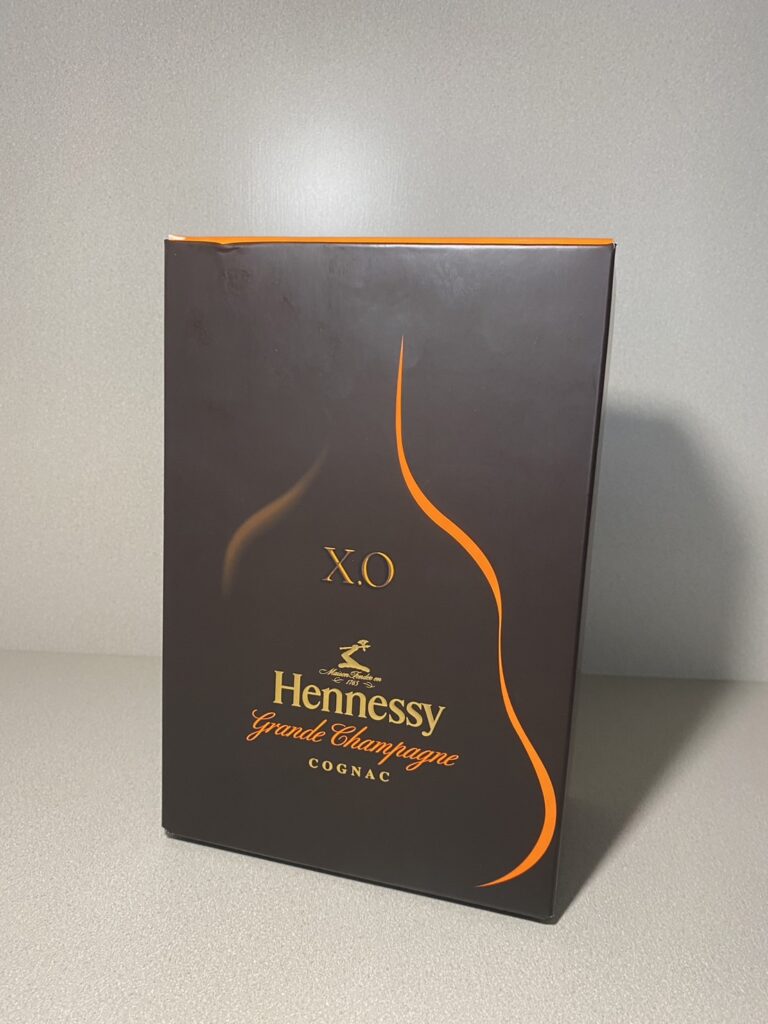 X.O
Maison Fondée en
1765
Hennessy
Grande Champagne
COGNAC